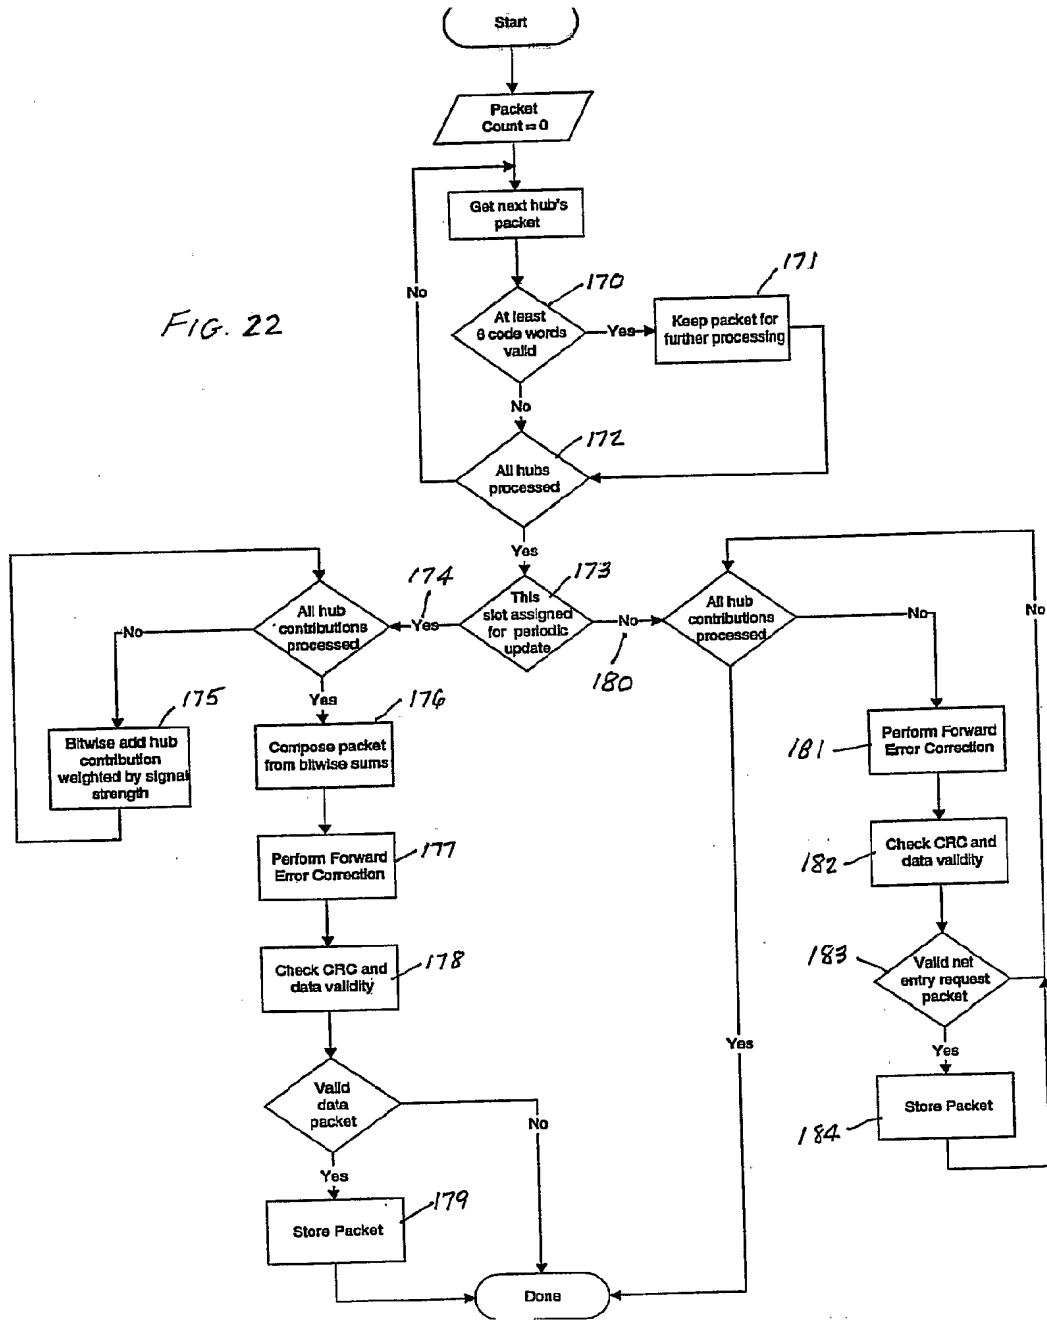 Start
Packet
Count = 0
Get next hub's
packet
170
171
No
At least
6 code words
valid
Yes
Keep packet for
further processing
FIG. 22
No
172
All hubs
processed
Yes
174
173
All hub
contributions
processed
Yes
This
slot assigned
for periodic
update
No
180
All hub
contributions
processed
No
No
No
175
Yes
176
Bitwise add hub
contribution
weighted by signal
strength
Compose packet
from bitwise sums
181
Perform Forward
Error Correction
177
Perform Forward
Error Correction
182
Check CRC and
data validity
178
Check CRC and
data validity
183
Valid net
entry request
packet
Yes
Yes
Valid
data
packet
No
184
Store Packet
Yes
179
Store Packet
Done